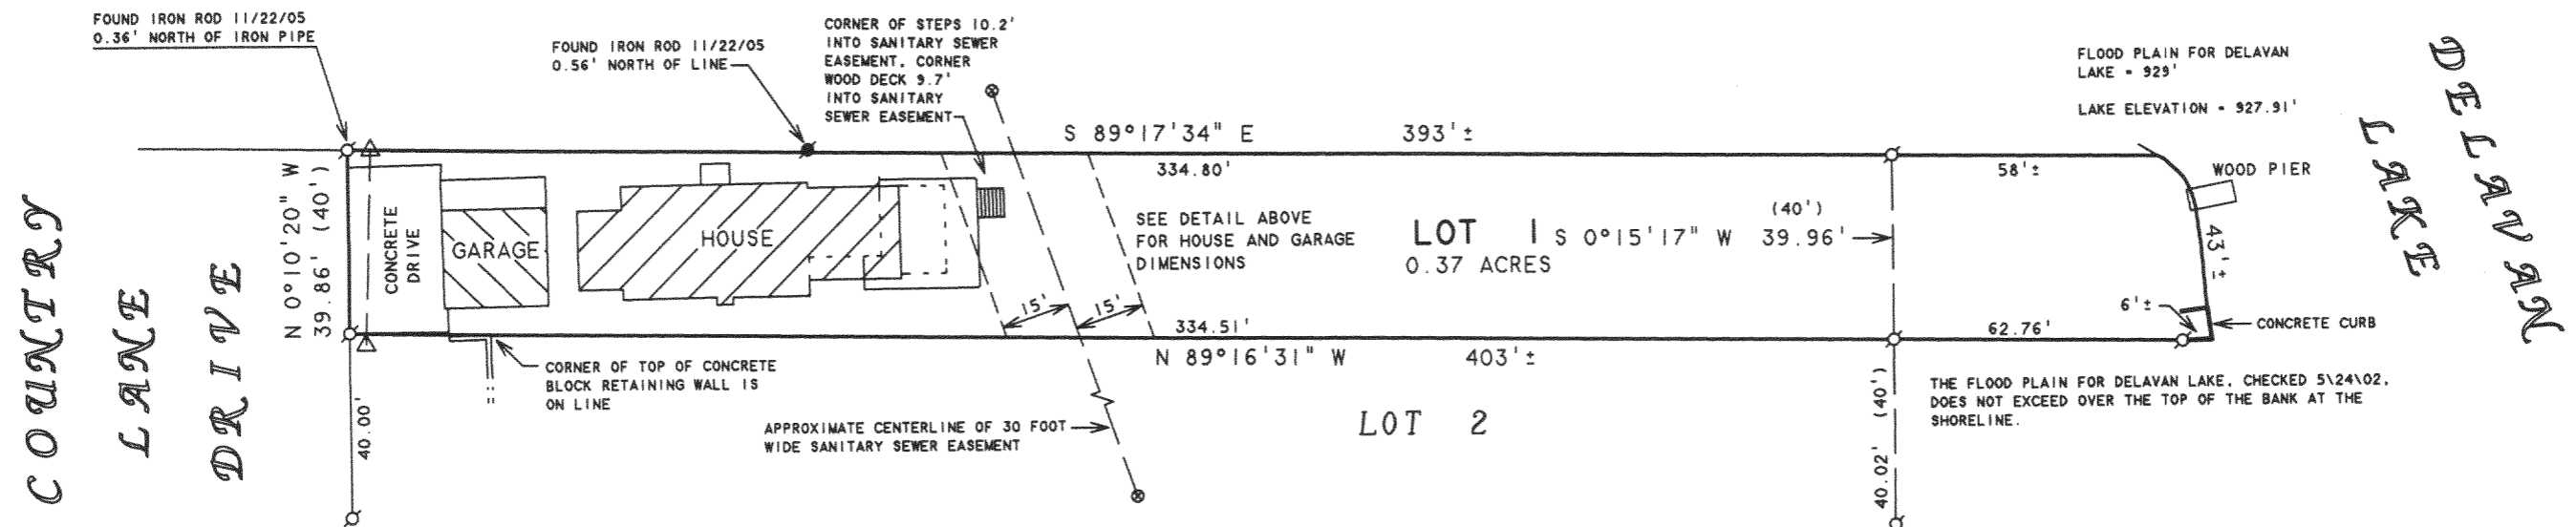 FOUND IRON ROD 11/22/05
0.36' NORTH OF IRON PIPE
FOUND IRON ROD 11/22/05
0.56' NORTH OF LINE
CORNER OF STEPS 10.2'
INTO SANITARY SEWER
EASEMENT, CORNER
WOOD DECK 9.7'
INTO SANITARY
SEWER EASEMENT
S 89°17'34" E 393'±
334.80'
FLOOD PLAIN FOR DELAVAN
LAKE = 929'
LAKE ELEVATION = 927.91'
DELAVAN
LAKE
58'±
WOOD PIER
43'±
COUNTRY
LANE
DRIVE
N 0°10'20" W
39.86' (40')
CONCRETE
DRIVE
GARAGE
HOUSE
SEE DETAIL ABOVE
FOR HOUSE AND GARAGE
DIMENSIONS
LOT 1
0.37 ACRES
(40')
S 0°15'17" W 39.96'
15'
15'
334.51'
N 89°16'31" W 403'±
6'±
62.76'
CONCRETE CURB
CORNER OF TOP OF CONCRETE
BLOCK RETAINING WALL IS
ON LINE
40.00'
APPROXIMATE CENTERLINE OF 30 FOOT
WIDE SANITARY SEWER EASEMENT
LOT 2
40.02' (40')
THE FLOOD PLAIN FOR DELAVAN LAKE, CHECKED 5\24\02,
DOES NOT EXCEED OVER THE TOP OF THE BANK AT THE
SHORELINE.